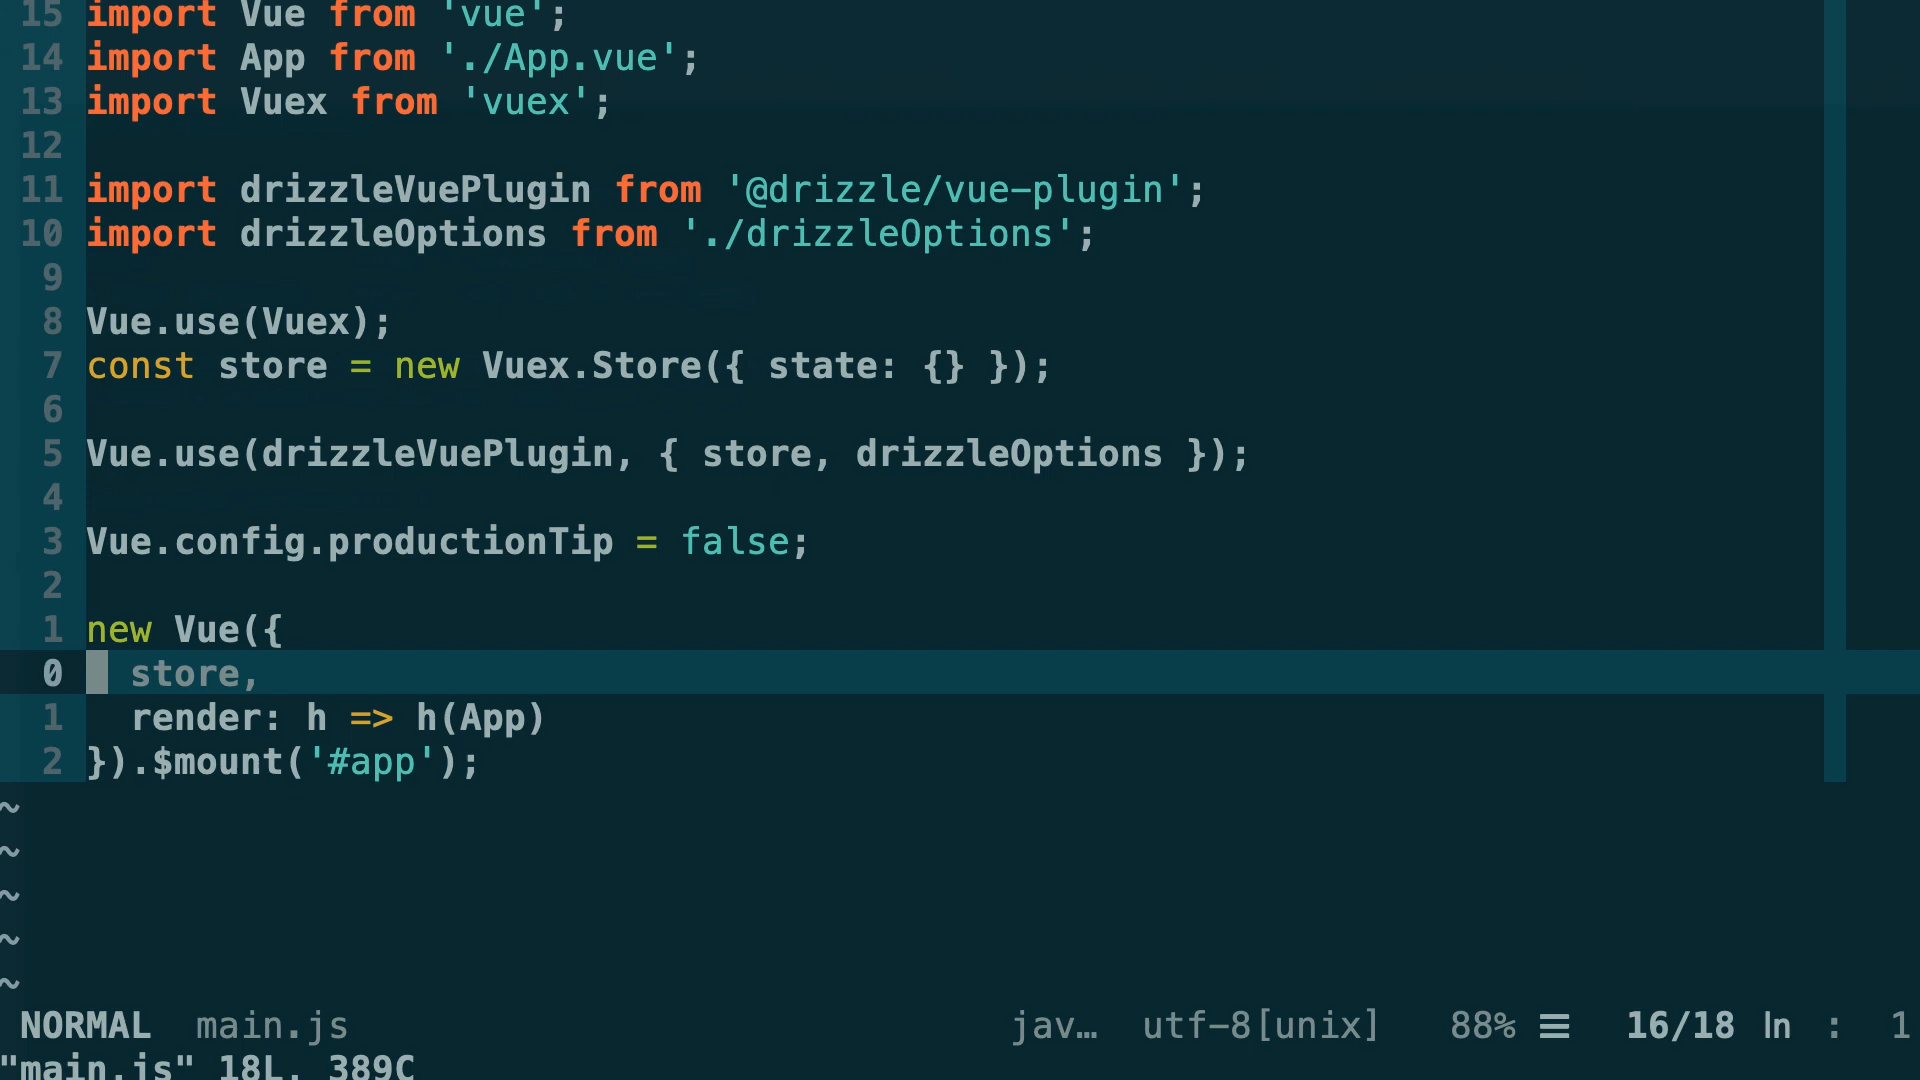 15 import Vue from 'vue';
14 import App from './App.vue';
13 import Vuex from 'vuex';
12
11 import drizzleVuePlugin from '@drizzle/vue-plugin';
10 import drizzleOptions from './drizzleOptions';
9
8 Vue.use(Vuex);
7 const store = new Vuex.Store({ state: {} });
6
5 Vue.use(drizzleVuePlugin, { store, drizzleOptions });
4
3 Vue.config.productionTip = false;
2
1 new Vue({
0   store,
1   render: h => h(App)
2 }).$mount('#app');
~
~
~
~
~
NORMAL main.js jav… utf-8[unix] 88% ☰ 16/18 ln : 1
"main.js" 18L, 389C